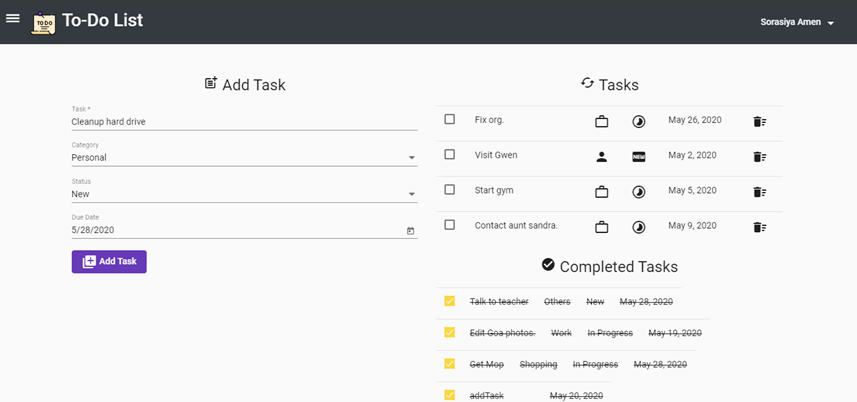 TO DO
To-Do List
Sorasiya Amen
Add Task
Task *
Cleanup hard drive
Category
Personal
Status
New
Due Date
5/28/2020
Add Task
Tasks
Fix org. May 26, 2020
Visit Gwen NEW May 2, 2020
Start gym May 5, 2020
Contact aunt sandra. May 9, 2020
Completed Tasks
Talk to teacher Others New May 28, 2020
Edit Goa photos. Work In Progress May 19, 2020
Get Mop Shopping In Progress May 28, 2020
addTask May 20, 2020